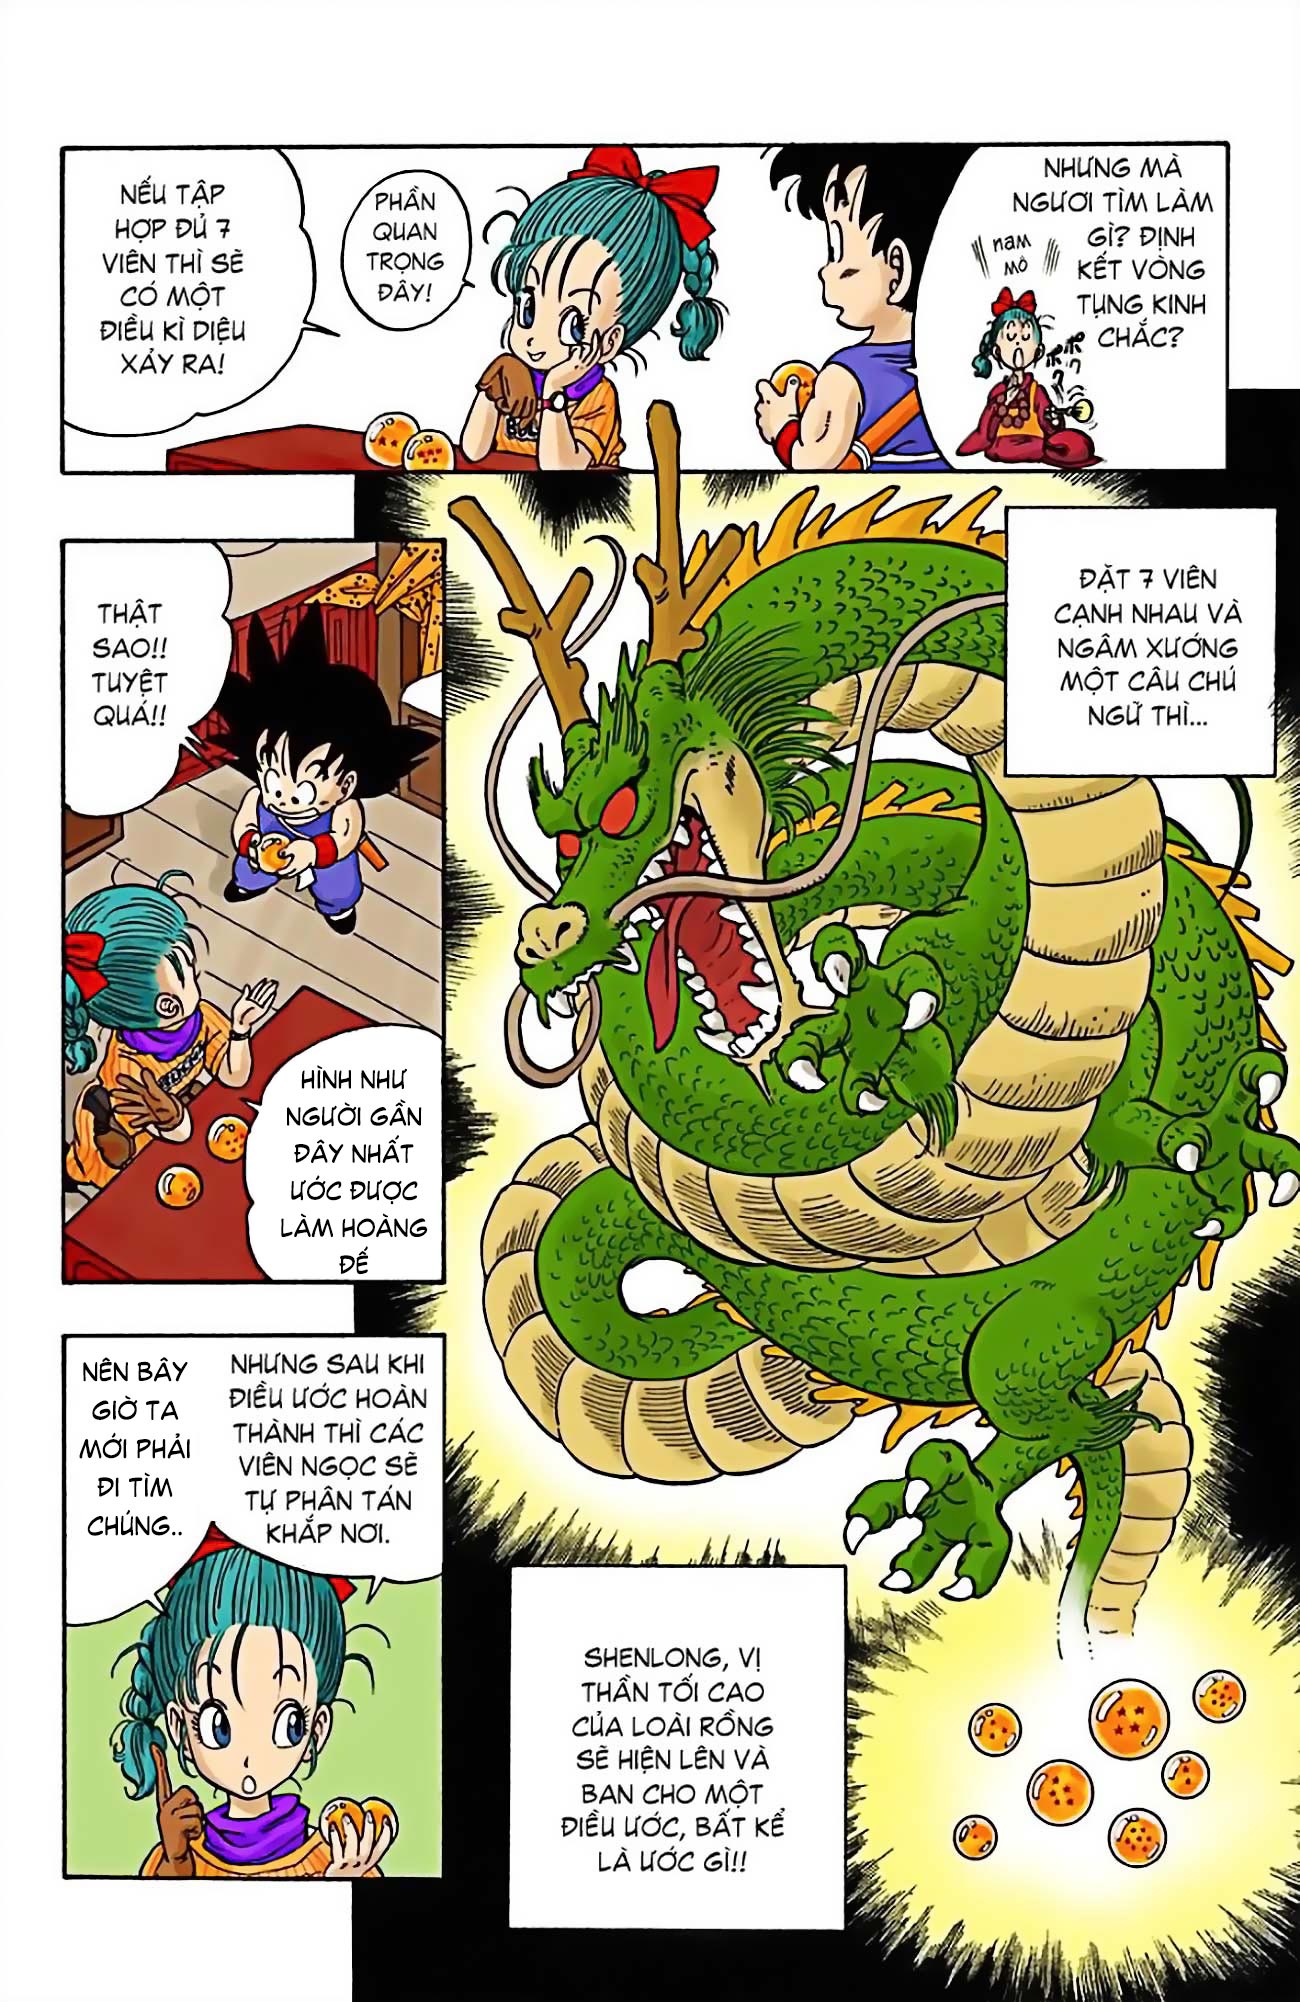 NHƯNG MÀ
NGƯƠI TÌM LÀM
GÌ? ĐỊNH
KẾT VÒNG
TỤNG KINH
CHẮC?
nam
mô
ポク
ポク
PHẦN
QUAN
TRỌNG
ĐÂY!
NẾU TẬP
HỢP ĐỦ 7
VIÊN THÌ SẼ
CÓ MỘT
ĐIỀU KÌ DIỆU
XẢY RA!
ĐẶT 7 VIÊN
CẠNH NHAU VÀ
NGÂM XƯỚNG
MỘT CÂU CHÚ
NGỮ THÌ...
SHENLONG, VỊ
THẦN TỐI CAO
CỦA LOÀI RỒNG
SẼ HIỆN LÊN VÀ
BAN CHO MỘT
ĐIỀU ƯỚC, BẤT KỂ
LÀ ƯỚC GÌ!!
THẬT
SAO!!
TUYỆT
QUÁ!!
HÌNH NHƯ
NGƯỜI GẦN
ĐÂY NHẤT
ƯỚC ĐƯỢC
LÀM HOÀNG
ĐẾ
NHƯNG SAU KHI
ĐIỀU ƯỚC HOÀN
THÀNH THÌ CÁC
VIÊN NGỌC SẼ
TỰ PHÂN TÁN
KHẮP NƠI.
NÊN BÂY
GIỜ TA
MỚI PHẢI
ĐI TÌM
CHÚNG..